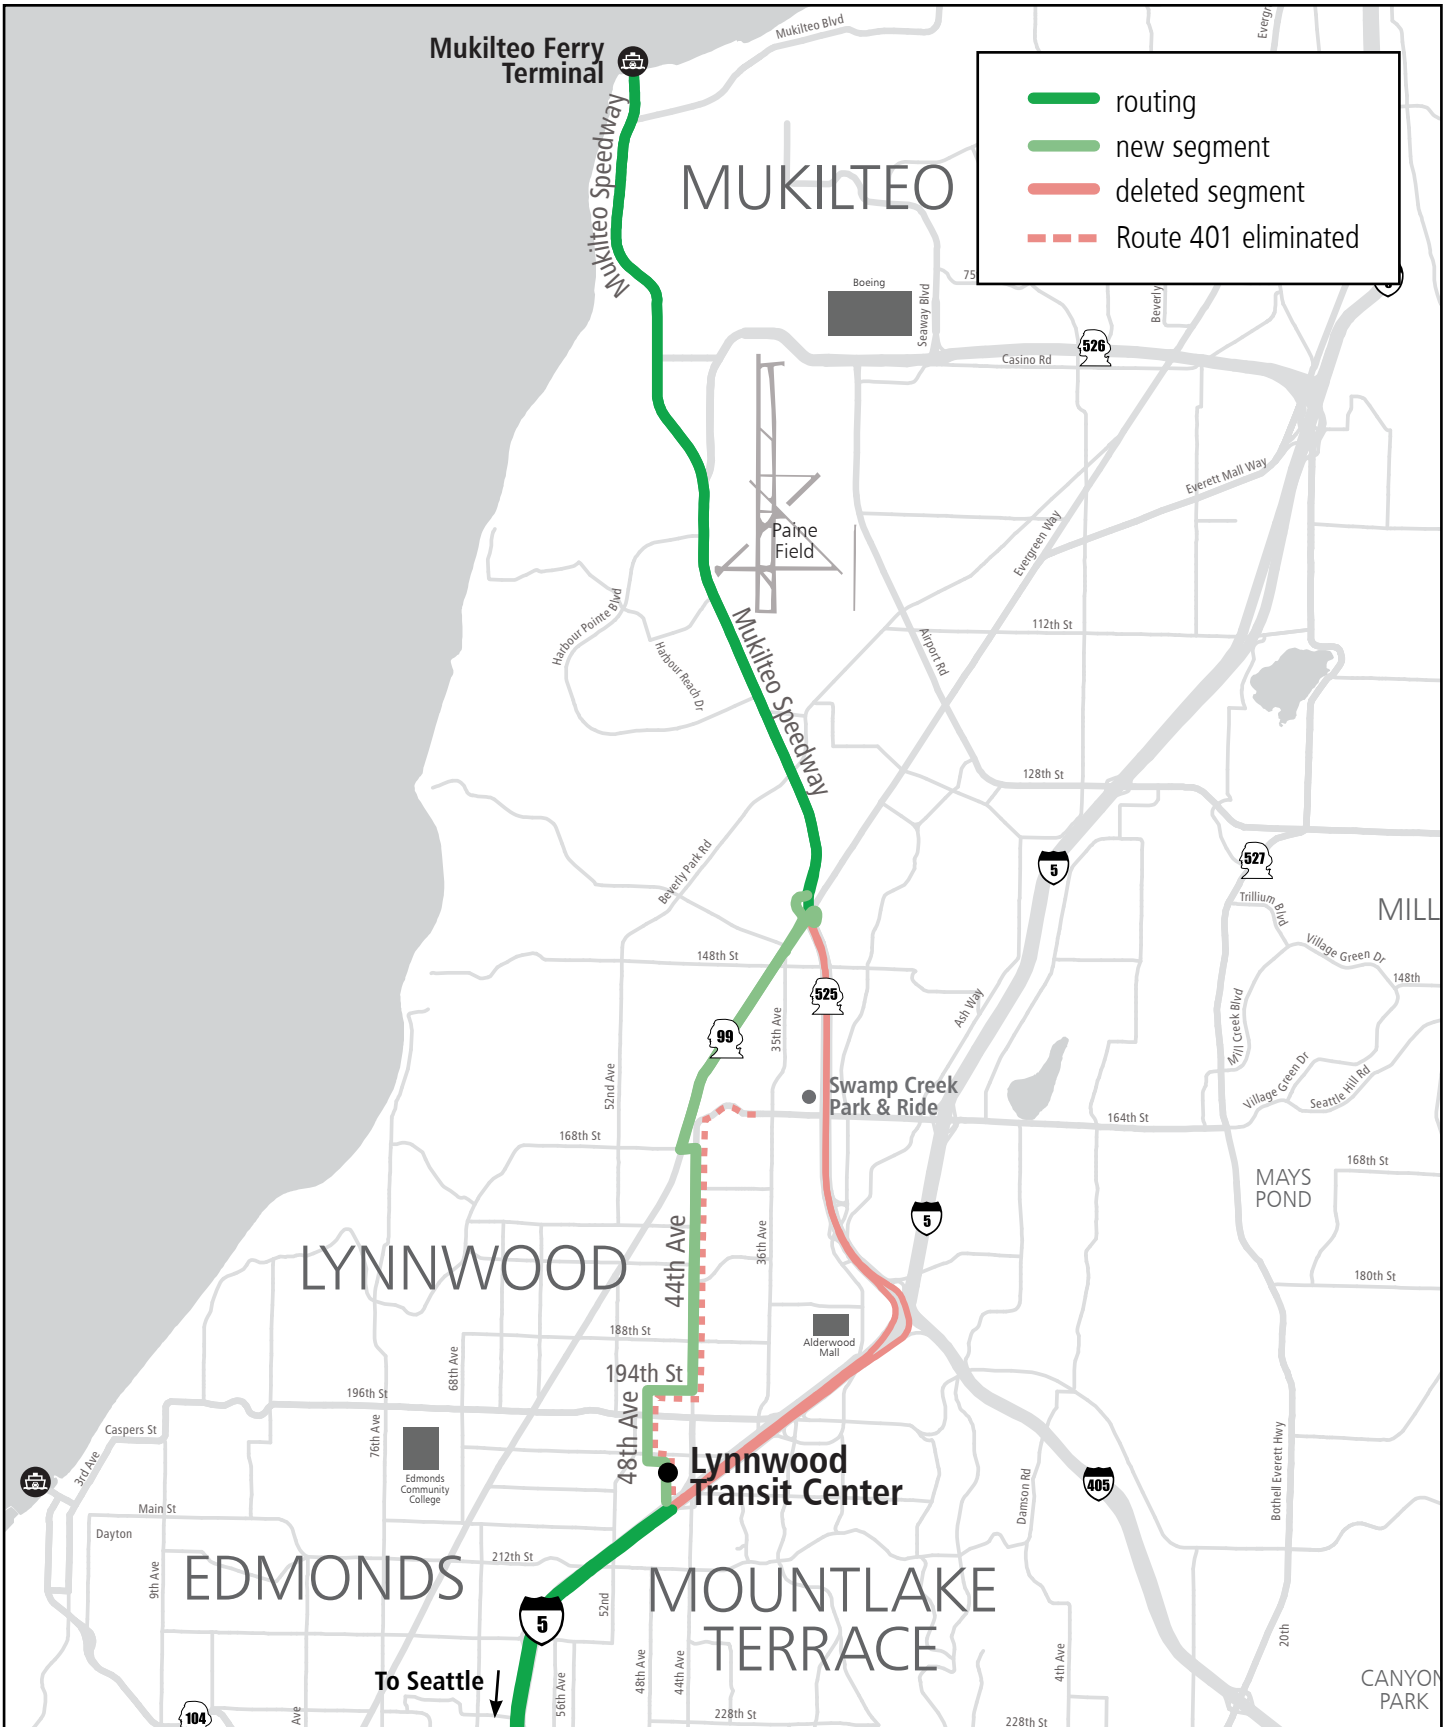 Mukilteo Ferry
Terminal
Mukilteo Blvd
Evergr
routing
new segment
deleted segment
Route 401 eliminated
Mukilteo Speedway
MUKILTEO
Mukilteo Speedway
Boeing
Seaway Blvd
75
Beverly
526
Casino Rd
Everett Mall Way
Evergreen Way
Paine
Field
Harbour Pointe Blvd
Harbour Reach Dr
Mukilteo Speedway
Airport Rd
112th St
128th St
5
527
Trillium Blvd
MILL
Village Green Dr
148th
Beverly Park Rd
148th St
525
99
35th Ave
Ash Way
Mill Creek Blvd
52nd Ave
Swamp Creek
Park & Ride
Village Green Dr
Seattle Hill Rd
164th St
168th St
168th St
MAYS
POND
5
44th Ave
36th Ave
LYNNWOOD
180th St
188th St
Alderwood
Mall
68th Ave
194th St
196th St
48th Ave
76th Ave
Caspers St
3rd Ave
Edmonds
Community
College
Lynnwood
Transit Center
405
Damson Rd
Bothell Everett Hwy
Main St
Dayton
9th Ave
212th St
EDMONDS
52nd
MOUNTLAKE
TERRACE
5
20th
To Seattle
56th Ave
48th Ave
44th Ave
4th Ave
CANYON
PARK
104
Ave
228th St
228th St